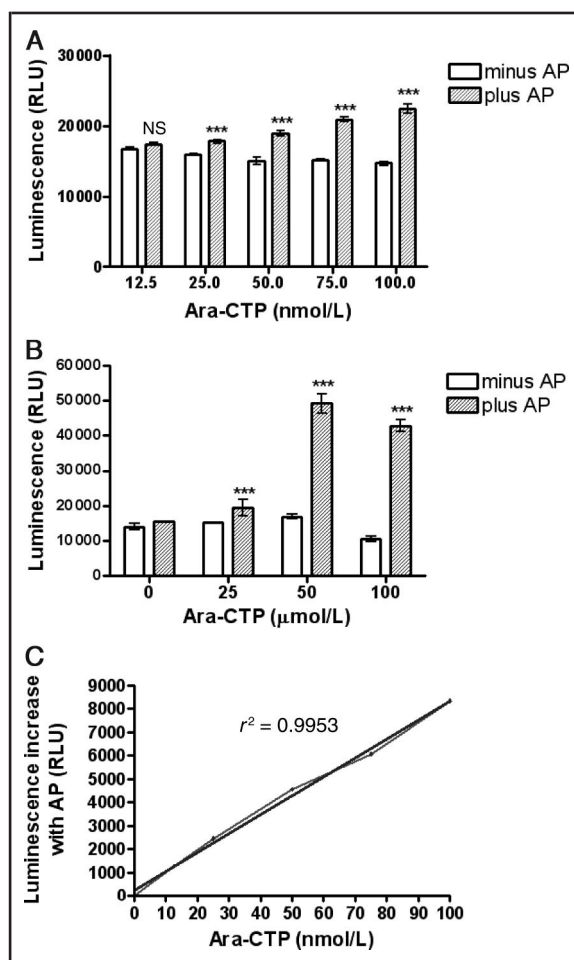 A
Luminescence (RLU)
30000
20000
10000
0
NS
***
***
***
***
12.5 25.0 50.0 75.0 100.0
Ara-CTP (nmol/L)
minus AP
plus AP
B
Luminescence (RLU)
60000
50000
40000
30000
20000
10000
0
***
***
***
0 25 50 100
Ara-CTP (μmol/L)
minus AP
plus AP
C
Luminescence increase
with AP (RLU)
9000
8000
7000
6000
5000
4000
3000
2000
1000
0
r² = 0.9953
0 10 20 30 40 50 60 70 80 90 100
Ara-CTP (nmol/L)